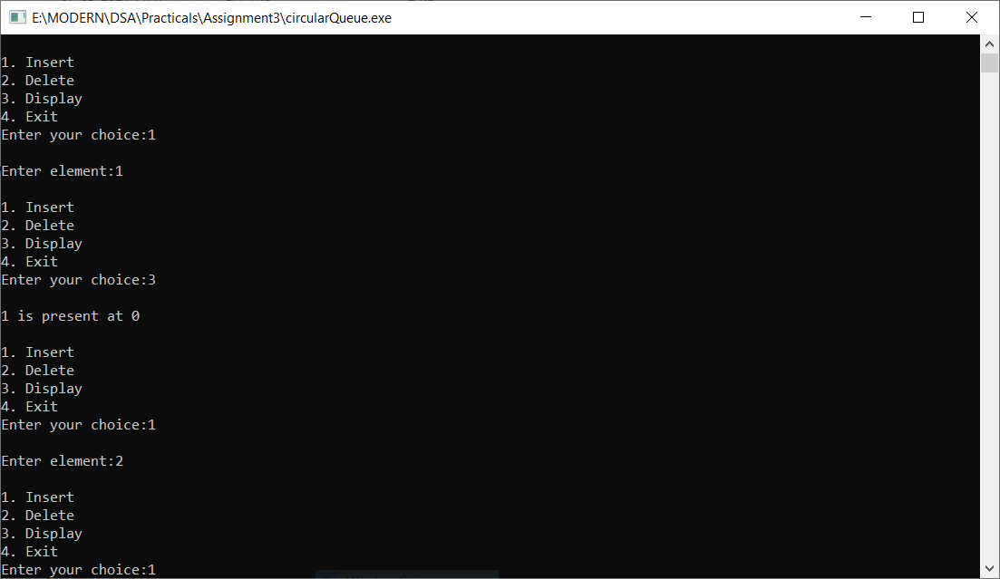 E:\MODERN\DSA\Practicals\Assignment3\circularQueue.exe
1. Insert
2. Delete
3. Display
4. Exit
Enter your choice:1
Enter element:1
1. Insert
2. Delete
3. Display
4. Exit
Enter your choice:3
1 is present at 0
1. Insert
2. Delete
3. Display
4. Exit
Enter your choice:1
Enter element:2
1. Insert
2. Delete
3. Display
4. Exit
Enter your choice:1